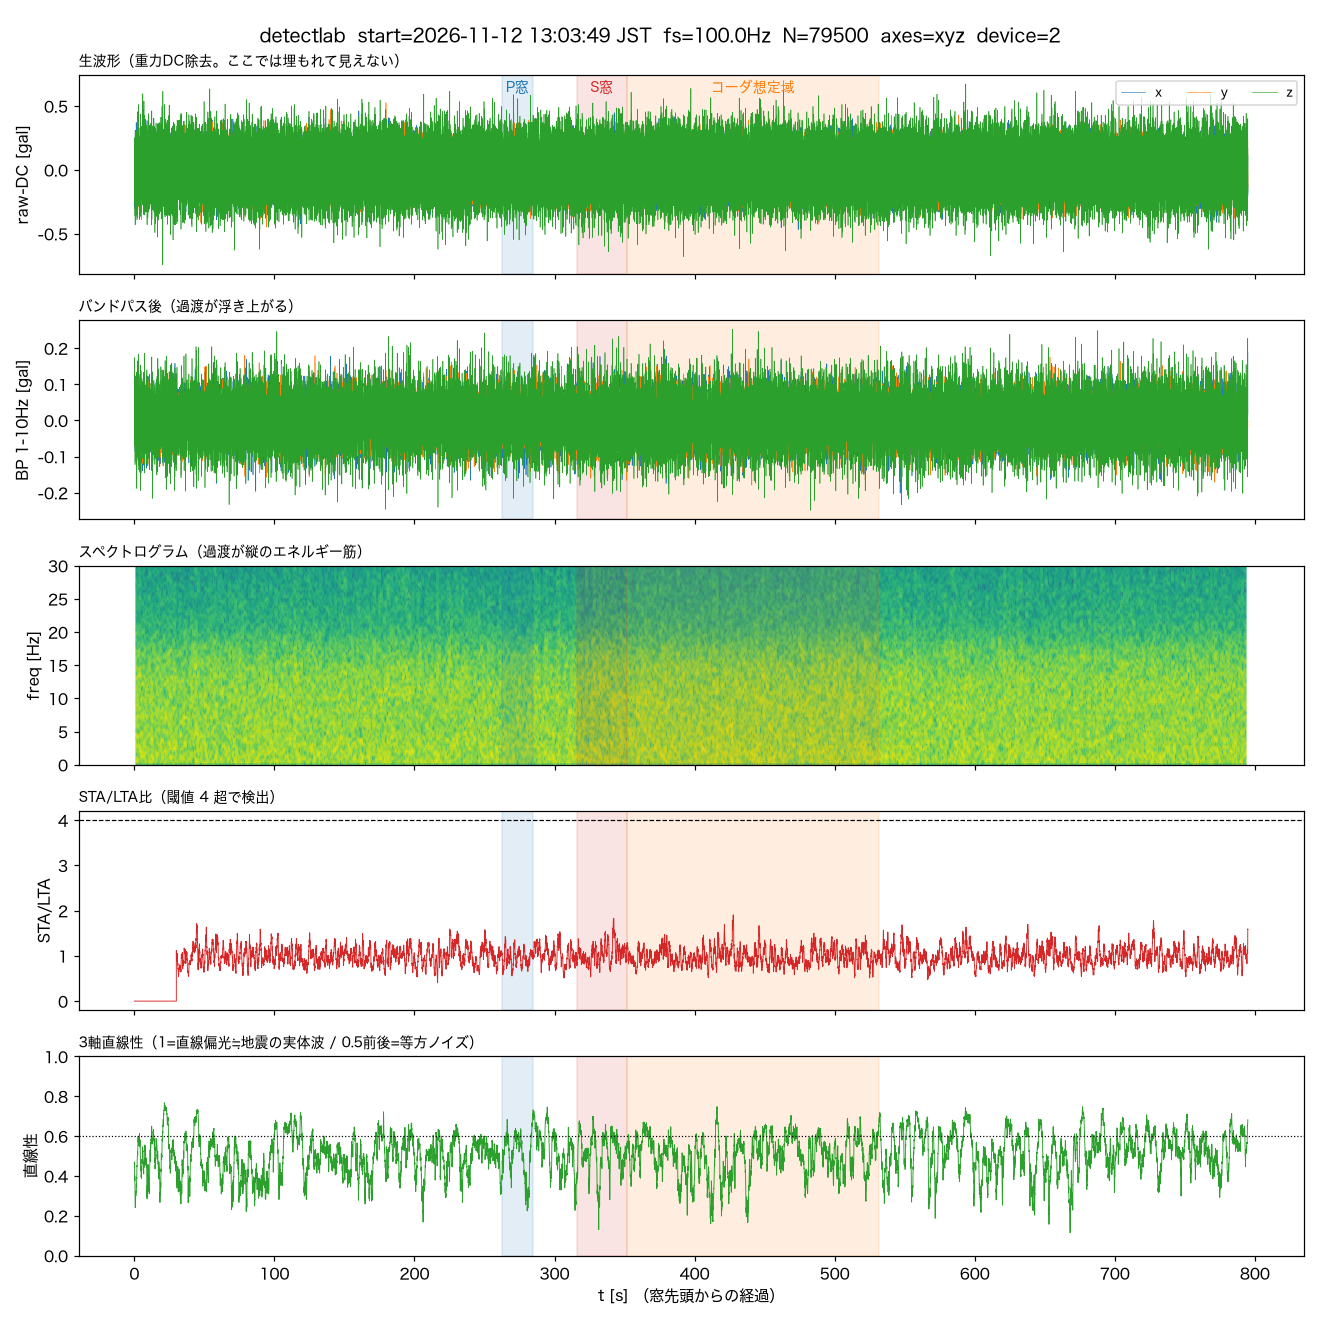 detectlab start=2026-11-12 13:03:49 JST fs=100.0Hz N=79500 axes=xyz device=2
生波形（重力DC除去。ここでは埋もれて見えない）
P窓
S窓
コーダ想定域
x y z
raw-DC [gal]
0.5
0.0
-0.5
バンドパス後（過渡が浮き上がる）
BP 1-10Hz [gal]
0.2
0.1
0.0
-0.1
-0.2
スペクトログラム（過渡が縦のエネルギー筋）
freq [Hz]
30
25
20
15
10
5
0
STA/LTA比（閾値 4 超で検出）
STA/LTA
4
3
2
1
0
3軸直線性（1=直線偏光≒地震の実体波 / 0.5前後=等方ノイズ）
直線性
1.0
0.8
0.6
0.4
0.2
0.0
0 100 200 300 400 500 600 700 800
t [s] （窓先頭からの経過）